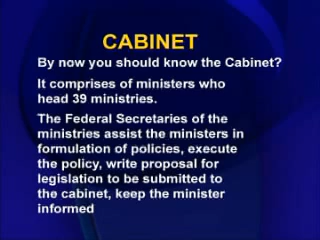 CABINET
By now you should know the Cabinet?
It comprises of ministers who
head 39 ministries.
The Federal Secretaries of the
ministries assist the ministers in
formulation of policies, execute
the policy, write proposal for
legislation to be submitted to
the cabinet, keep the minister
informed